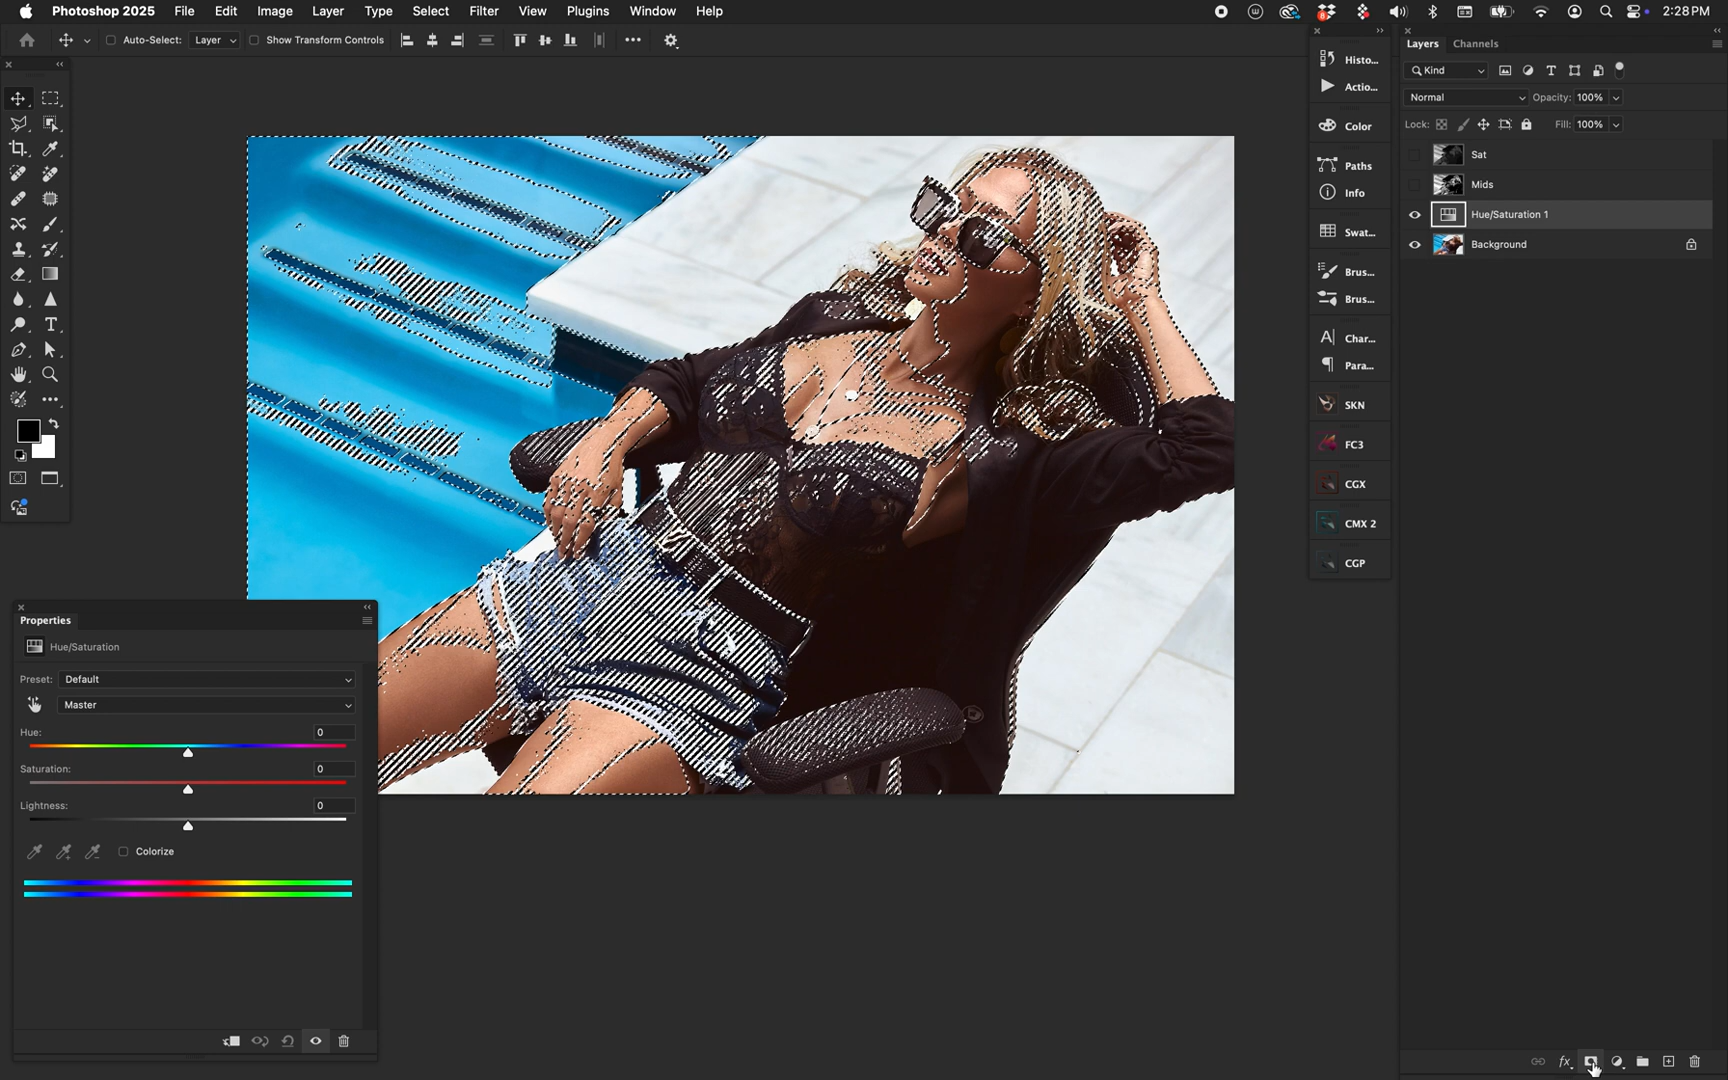 Photoshop 2025 File Edit Image Layer Type Select Filter View Plugins Window Help
8
2:28 PM
Auto-Select: Layer Show Transform Controls
Histo...
Actio...
Color
Paths
Info
Swat...
Brus...
Brus...
Char...
Para...
SKN
FC3
CGX
CMX 2
CGP
Layers Channels
Kind
Normal Opacity: 100%
Lock: Fill: 100%
Sat
Mids
Hue/Saturation 1
Background
fx
Properties
Hue/Saturation
Preset: Default
Master
Hue: 0
Saturation: 0
Lightness: 0
Colorize